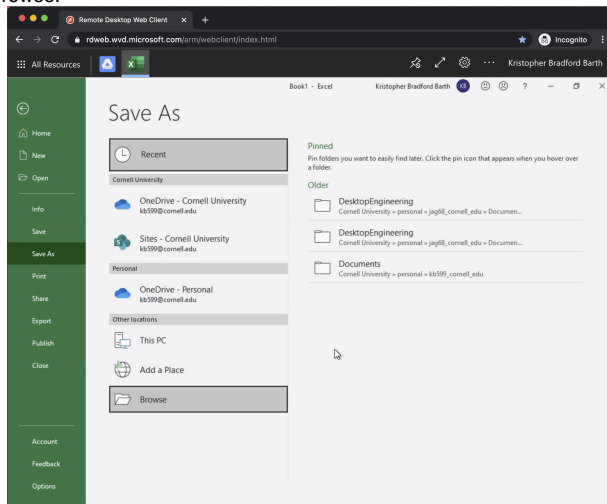 Remote Desktop Web Client
rdweb.wvd.microsoft.com/arm/webclient/index.html
Incognito
All Resources
Kristopher Bradford Barth
Book1 - Excel
Kristopher Bradford Barth
KB
?
Save As
Home
New
Open
Info
Save
Save As
Print
Share
Export
Publish
Close
Account
Feedback
Options
Recent
Cornell University
OneDrive - Cornell University
kb599@cornell.edu
Sites - Cornell University
kb599@cornell.edu
Personal
OneDrive - Personal
kb599@cornell.edu
Other locations
This PC
Add a Place
Browse
Pinned
Pin folders you want to easily find later. Click the pin icon that appears when you hover over
a folder.
Older
DesktopEngineering
Cornell University » personal » jag68_cornell_edu » Documen...
DesktopEngineering
Cornell University » personal » jag68_cornell_edu » Documen...
Documents
Cornell University » personal » kb599_cornell_edu